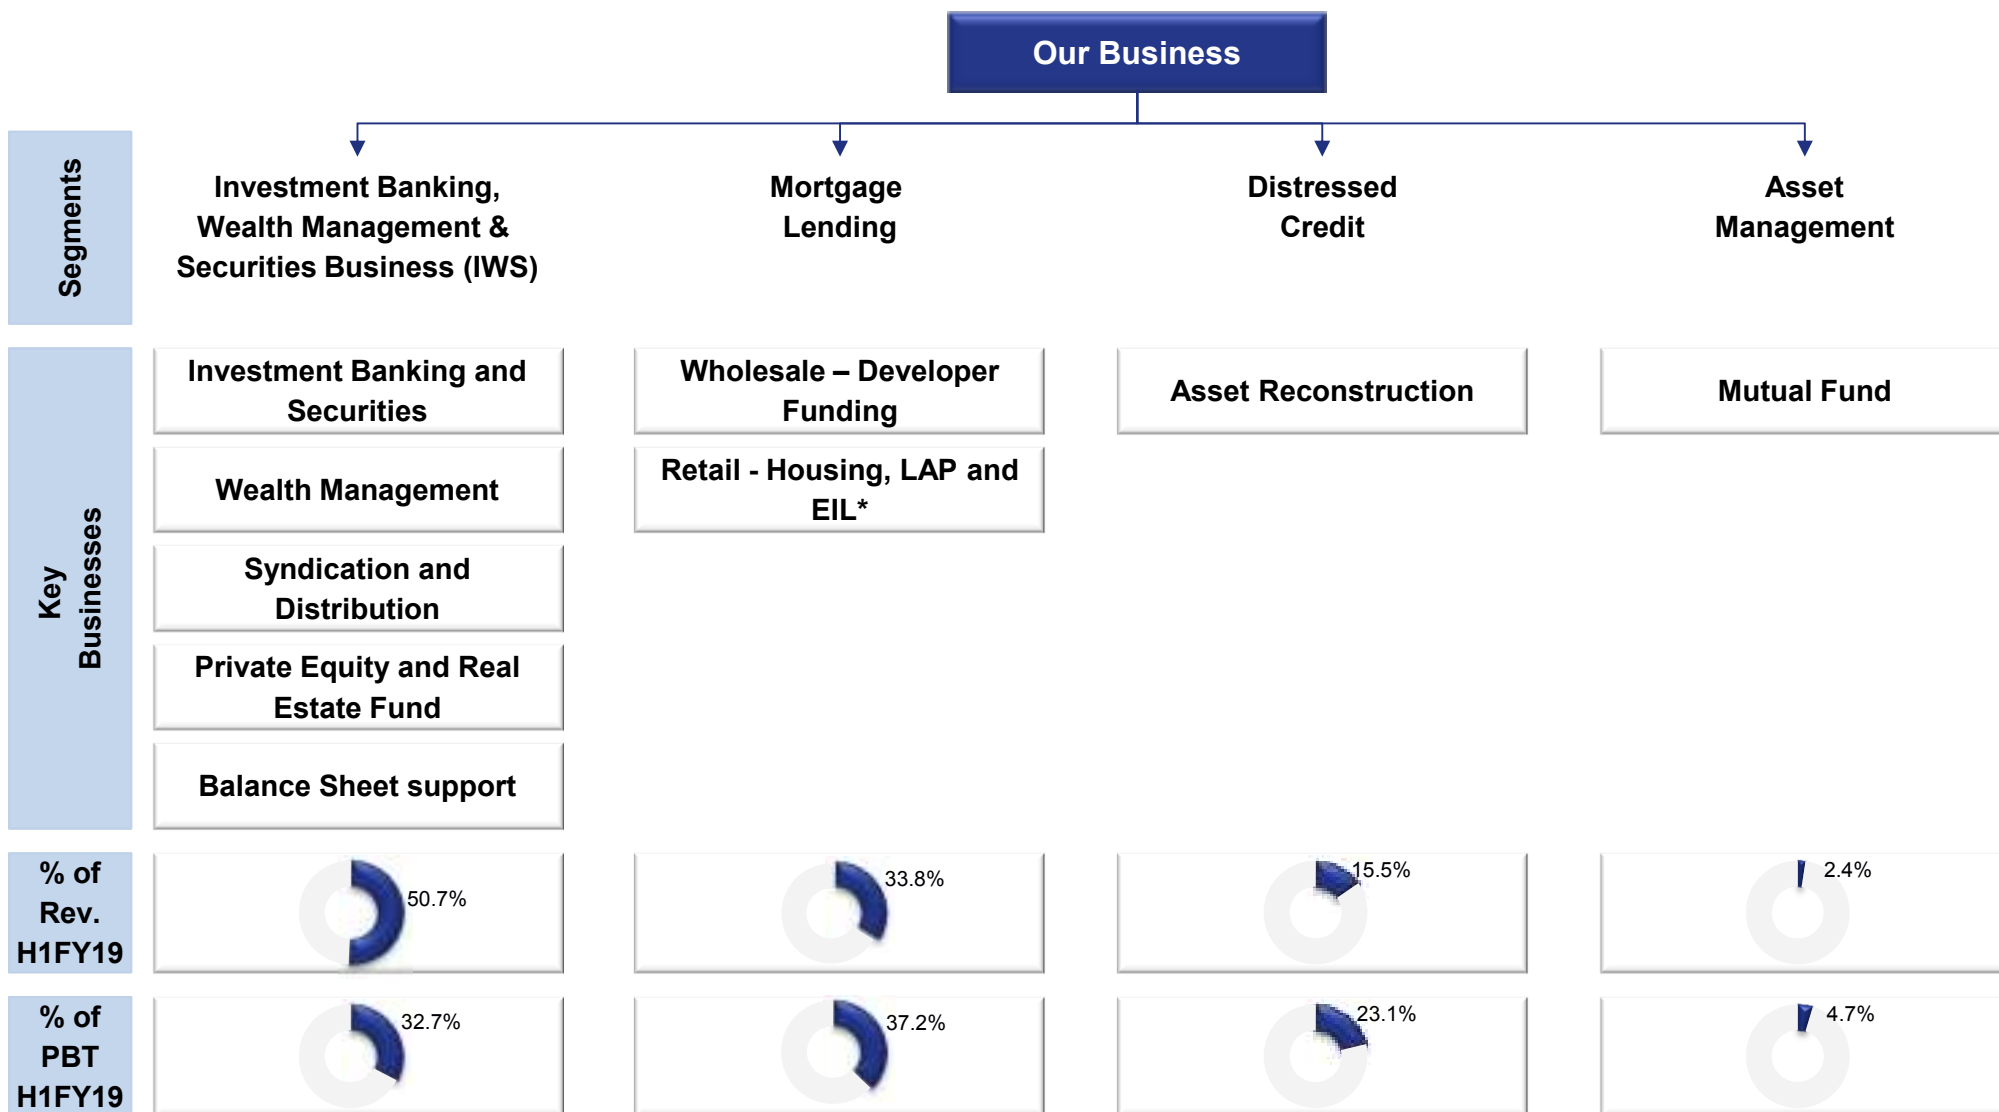 Our Business
Segments
Investment Banking,
Wealth Management &
Securities Business (IWS)
Mortgage
Lending
Distressed
Credit
Asset
Management
Key
Businesses
Investment Banking and
Securities
Wealth Management
Syndication and
Distribution
Private Equity and Real
Estate Fund
Balance Sheet support
Wholesale – Developer
Funding
Retail - Housing, LAP and
EIL*
Asset Reconstruction
Mutual Fund
% of
Rev.
H1FY19
50.7%
33.8%
15.5%
2.4%
% of
PBT
H1FY19
32.7%
37.2%
23.1%
4.7%